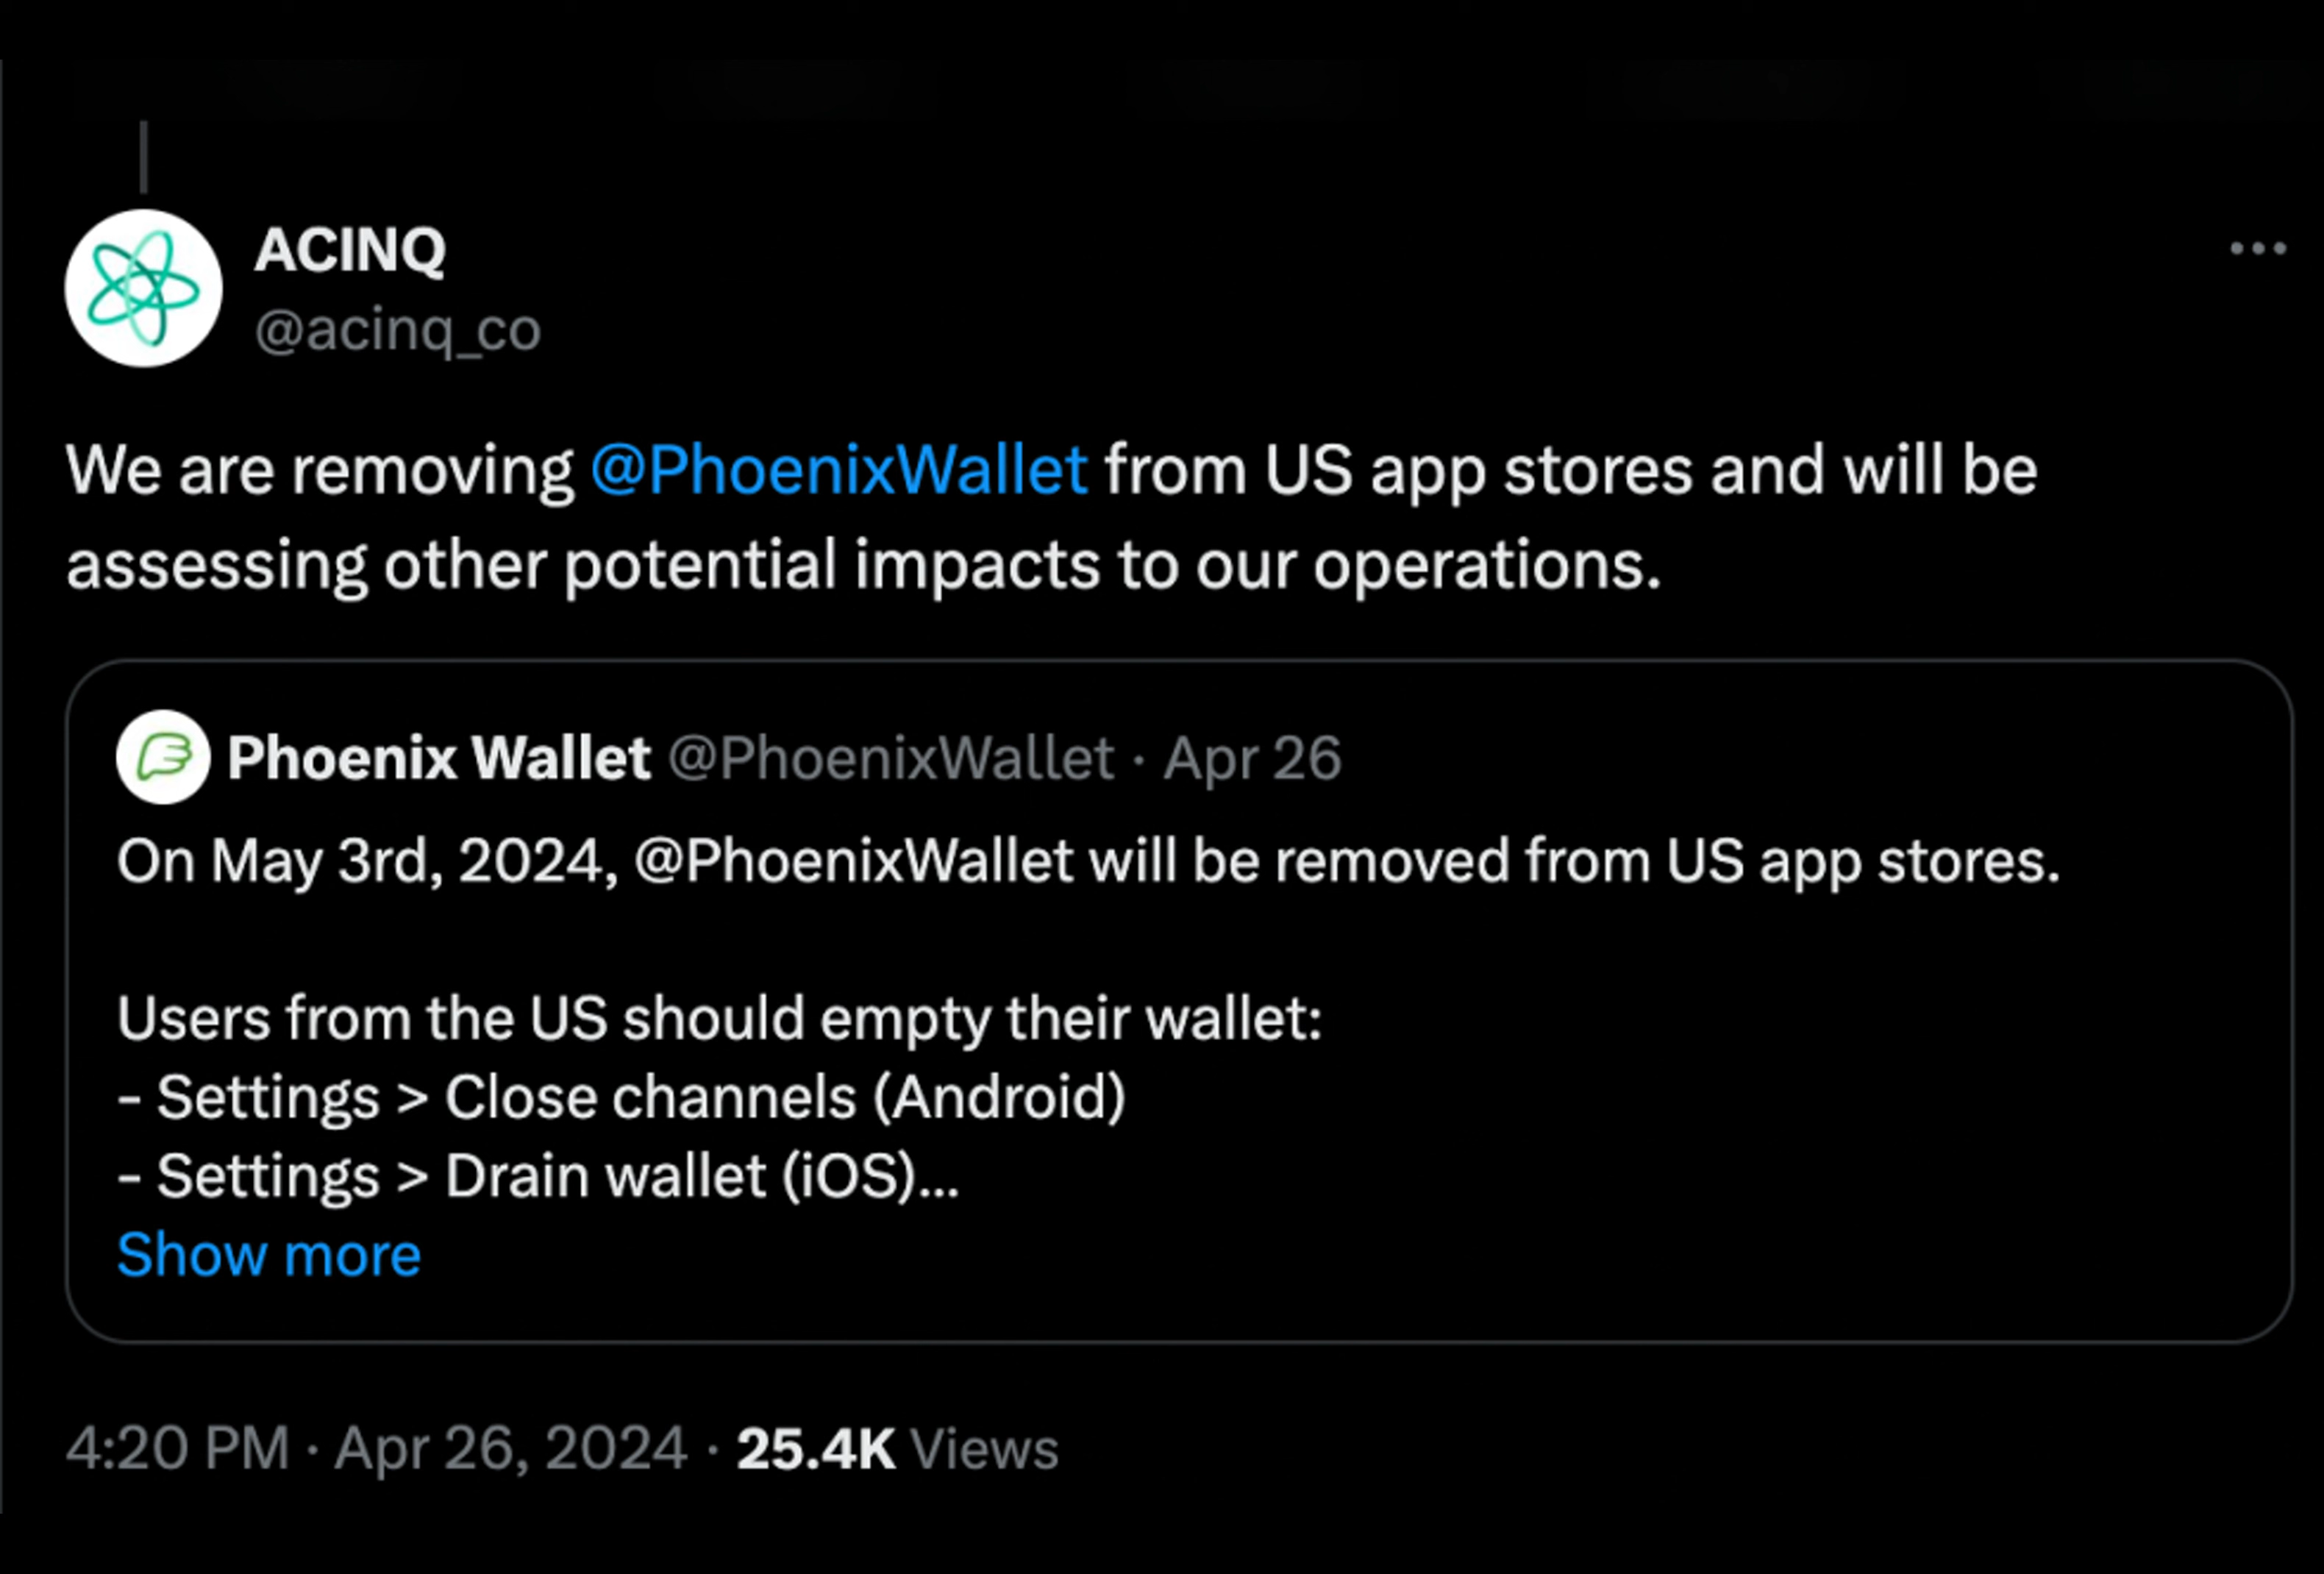 ACINQ
@acinq_co
We are removing @PhoenixWallet from US app stores and will be
assessing other potential impacts to our operations.
Phoenix Wallet @PhoenixWallet · Apr 26
On May 3rd, 2024, @PhoenixWallet will be removed from US app stores.
Users from the US should empty their wallet:
- Settings > Close channels (Android)
- Settings > Drain wallet (iOS)...
Show more
4:20 PM · Apr 26, 2024 · 25.4K Views